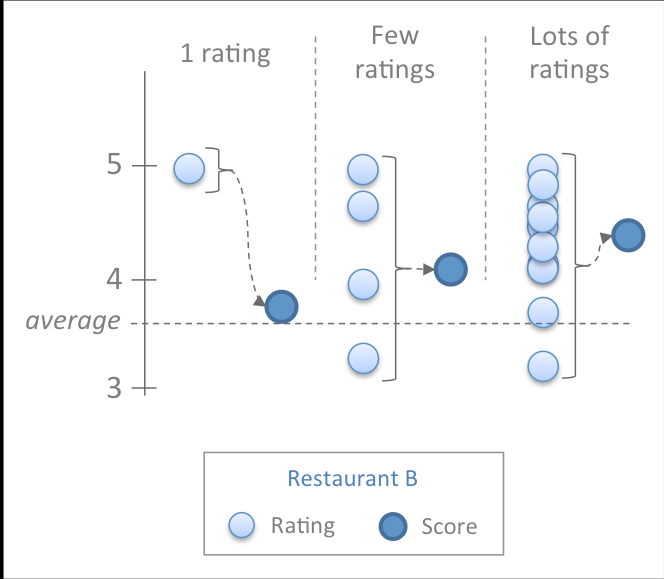 1 rating
Few
ratings
Lots of
ratings
5
4
average
3
Restaurant B
Rating
Score